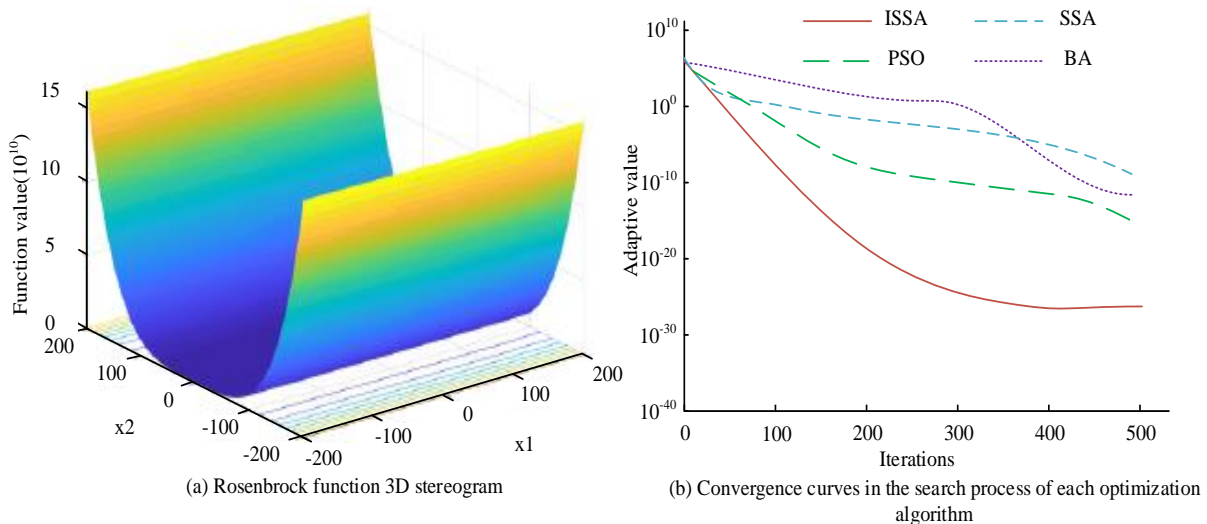 Function value(10^10)
15
10
5
0
200
100
0
-100
-200
x2
-200
-100
0
100
200
x1
(a) Rosenbrock function 3D stereogram
ISSA
SSA
PSO
BA
Adaptive value
10^10
10^0
10^-10
10^-20
10^-30
10^-40
0
100
200
300
400
500
Iterations
(b) Convergence curves in the search process of each optimization
algorithm